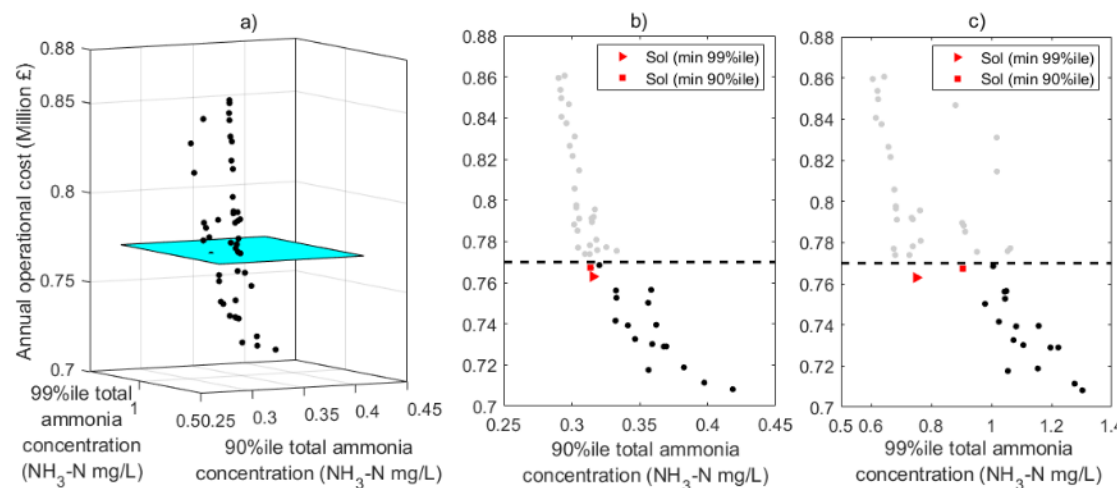 a)
Annual operational cost (Million £)
0.88
0.85
0.8
0.75
0.7
1
0.5
0.25
0.3
0.35
0.4
0.45
99%ile total
ammonia
concentration
(NH3-N mg/L)
90%ile total ammonia
concentration (NH3-N mg/L)
b)
Sol (min 99%ile)
Sol (min 90%ile)
0.88
0.86
0.84
0.82
0.8
0.78
0.76
0.74
0.72
0.7
0.25 0.3 0.35 0.4 0.45
90%ile total ammonia
concentration (NH3-N mg/L)
c)
Sol (min 99%ile)
Sol (min 90%ile)
0.88
0.86
0.84
0.82
0.8
0.78
0.76
0.74
0.72
0.7
0.5 0.6 0.8 1 1.2 1.4
99%ile total ammonia
concentration (NH3-N mg/L)